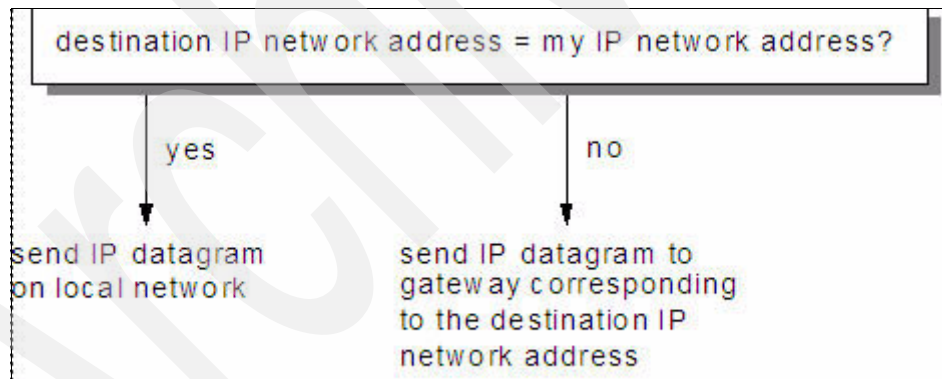 destination IP network address = my IP network address?
yes
no
send IP datagram
on local network
send IP datagram to
gateway corresponding
to the destination IP
network address